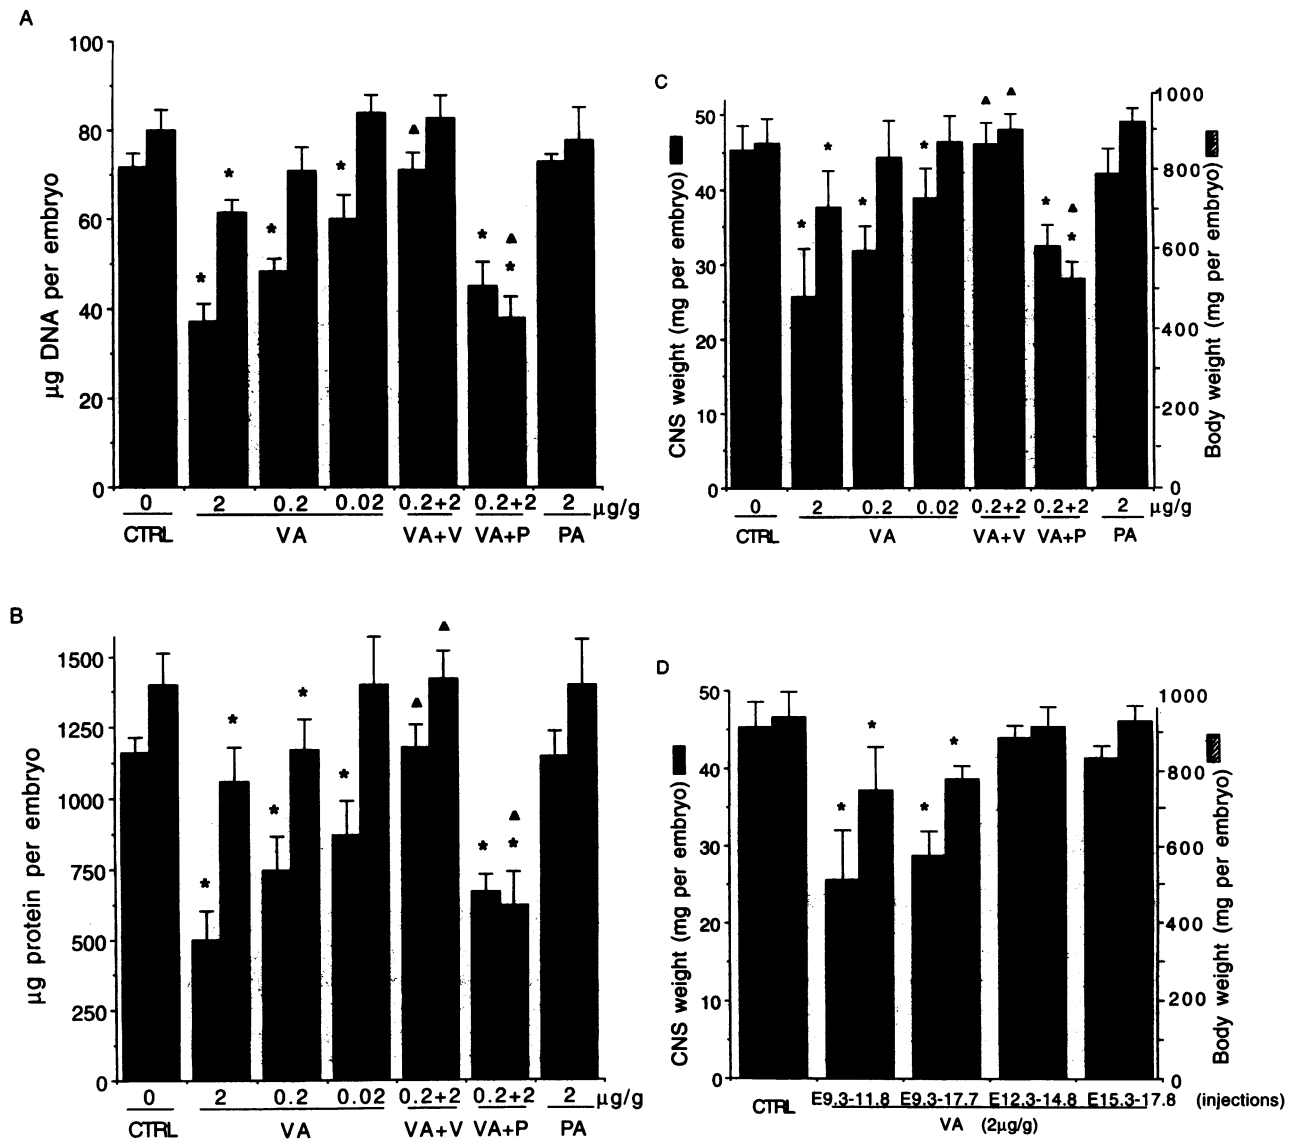 A
µg DNA per embryo
100
80
60
40
20
0
0 2 0.2 0.02 0.2+2 0.2+2 2 µg/g
CTRL VA VA+V VA+P PA
* * * * ▲ * ▲ *
C
CNS weight (mg per embryo)
50
40
30
20
10
0
Body weight (mg per embryo)
1000
800
600
400
200
0
0 2 0.2 0.02 0.2+2 0.2+2 2 µg/g
CTRL VA VA+V VA+P PA
* * * * ▲ ▲ * ▲ *
B
µg protein per embryo
1500
1250
1000
750
500
250
0
0 2 0.2 0.02 0.2+2 0.2+2 2 µg/g
CTRL VA VA+V VA+P PA
* * * * * ▲ ▲ * ▲ *
D
CNS weight (mg per embryo)
50
40
30
20
10
0
Body weight (mg per embryo)
1000
800
600
400
200
0
* * * *
CTRL E9.3-11.8 E9.3-17.7 E12.3-14.8 E15.3-17.8 (injections)
VA (2µg/g)